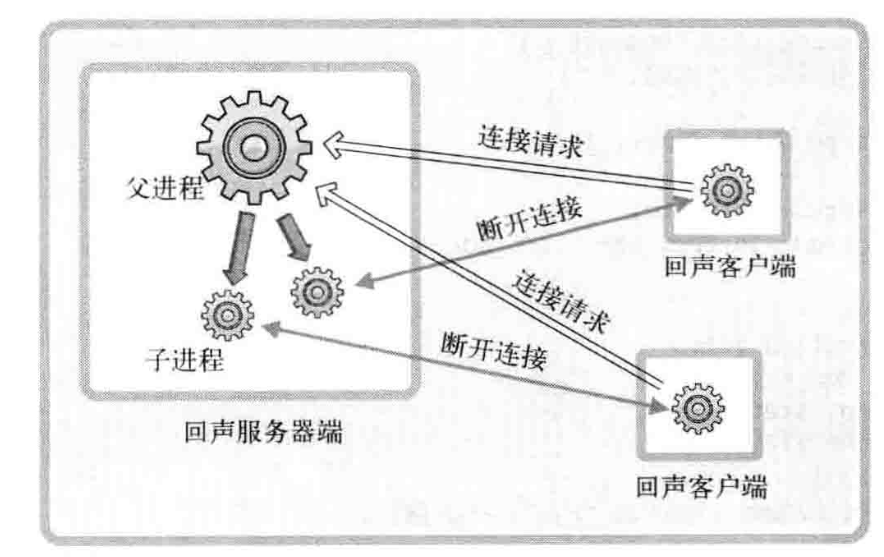 连接请求
父进程
断开连接
回声客户端
连接请求
断开连接
子进程
回声服务器端
回声客户端